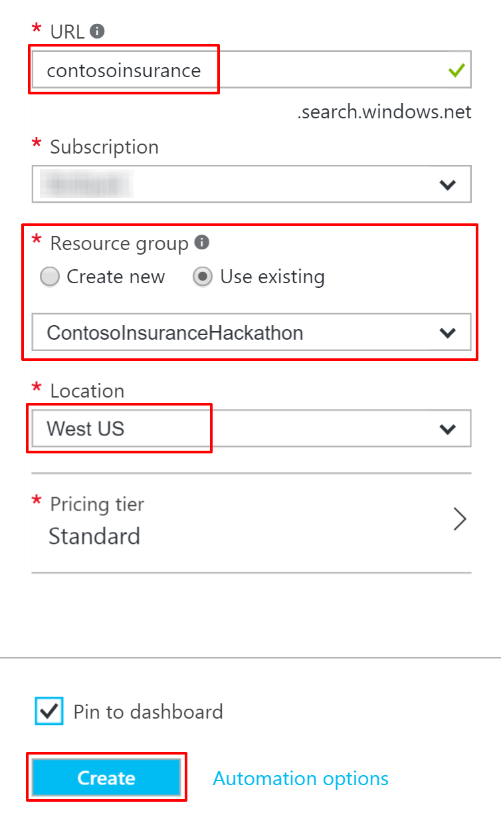 * URL
contosoinsurance
.search.windows.net
* Subscription
* Resource group
Create new Use existing
ContosoInsuranceHackathon
* Location
West US
* Pricing tier
Standard
Pin to dashboard
Create Automation options